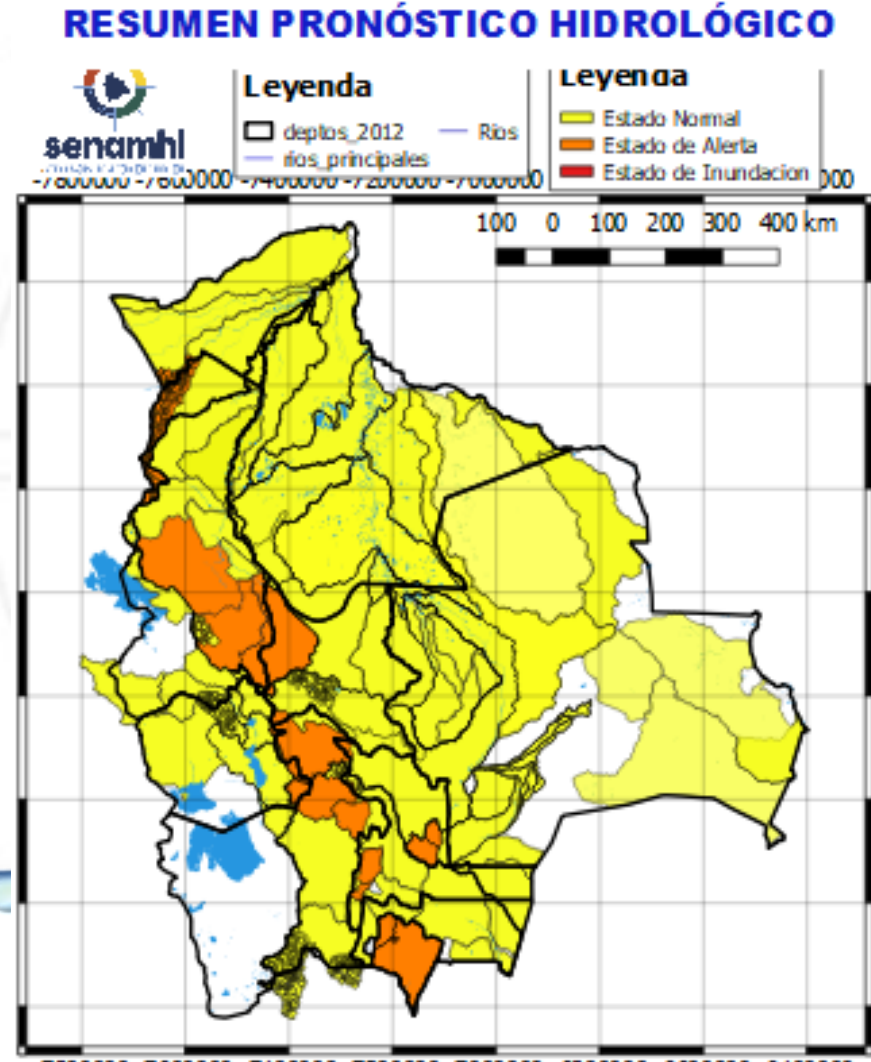 RESUMEN PRONÓSTICO HIDROLÓGICO
senamhi
Leyenda
deptos_2012
Rios
rios_principales
Leyenda
Estado Normal
Estado de Alerta
Estado de Inundacion
-7800000 -7600000 -7400000 -7200000 -7000000
100 0 100 200 300 400 km